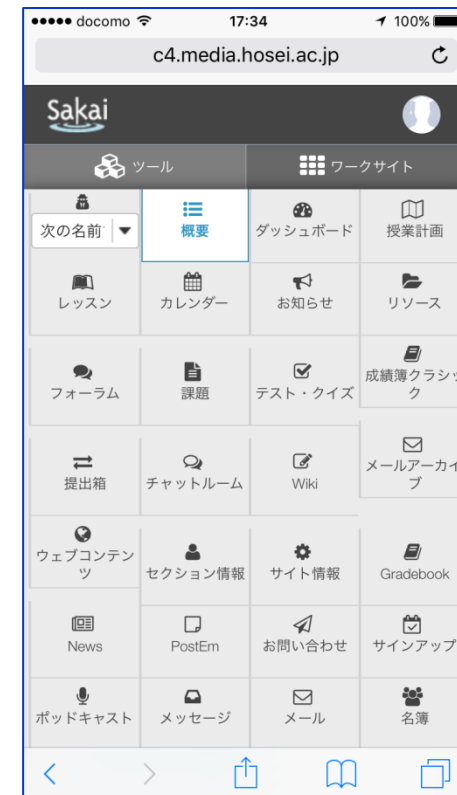 docomo 17:34 100%
c4.media.hosei.ac.jp
Sakai
ツール ワークサイト
次の名前 概要 ダッシュボード 授業計画
レッスン カレンダー お知らせ リソース
フォーラム 課題 テスト・クイズ 成績簿クラシッ
ク
提出箱 チャットルーム Wiki メールアーカイ
ブ
ウェブコンテン
ツ セクション情報 サイト情報 Gradebook
News PostEm お問い合わせ サインアップ
ポッドキャスト メッセージ メール 名簿